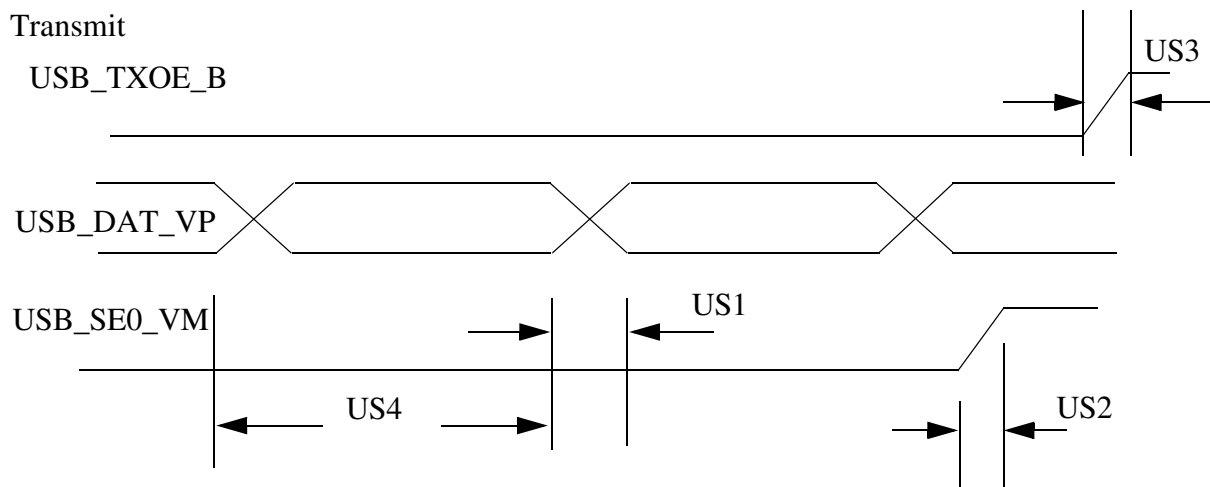 Transmit
USB_TXOE_B
US3
USB_DAT_VP
USB_SE0_VM
US1
US4
US2